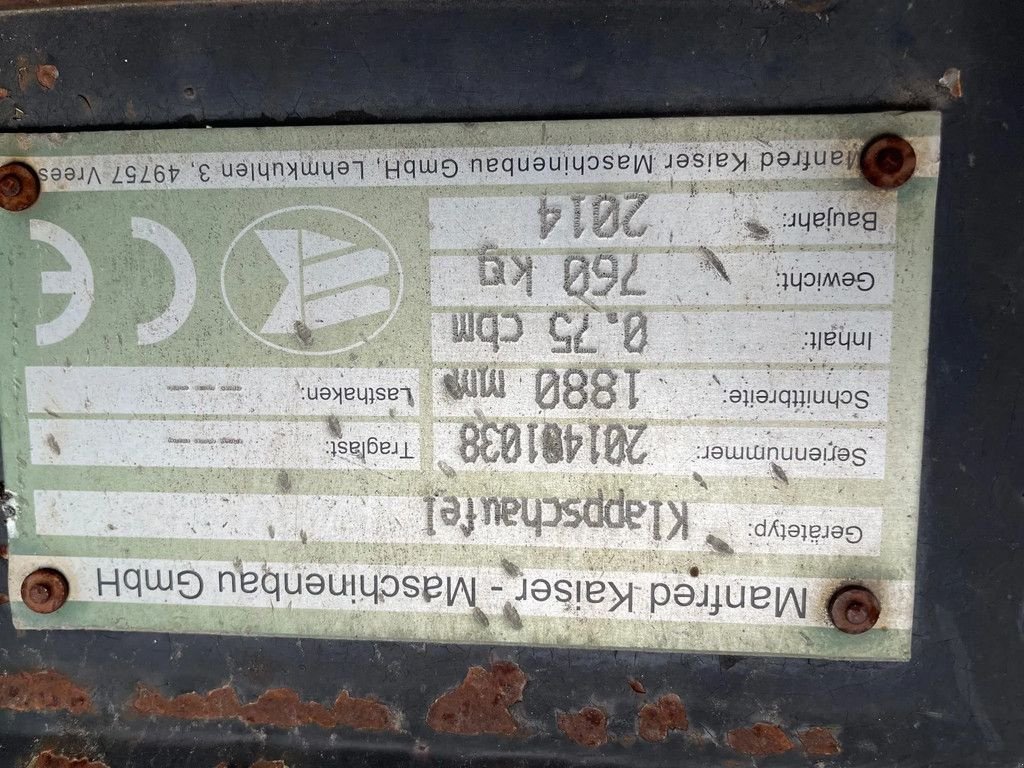 Manfred Kaiser - Maschinenbau GmbH
Gerätetyp: Klappschaufel
Seriennummer: 201401038 Traglast: ---
Schnittbreite: 1880 mm Lasthaken: ---
Inhalt: 0.75 cbm
Gewicht: 760 kg
Baujahr: 2014
CE
Manfred Kaiser Maschinenbau GmbH, Lehmkuhlen 3, 49757 Vrees